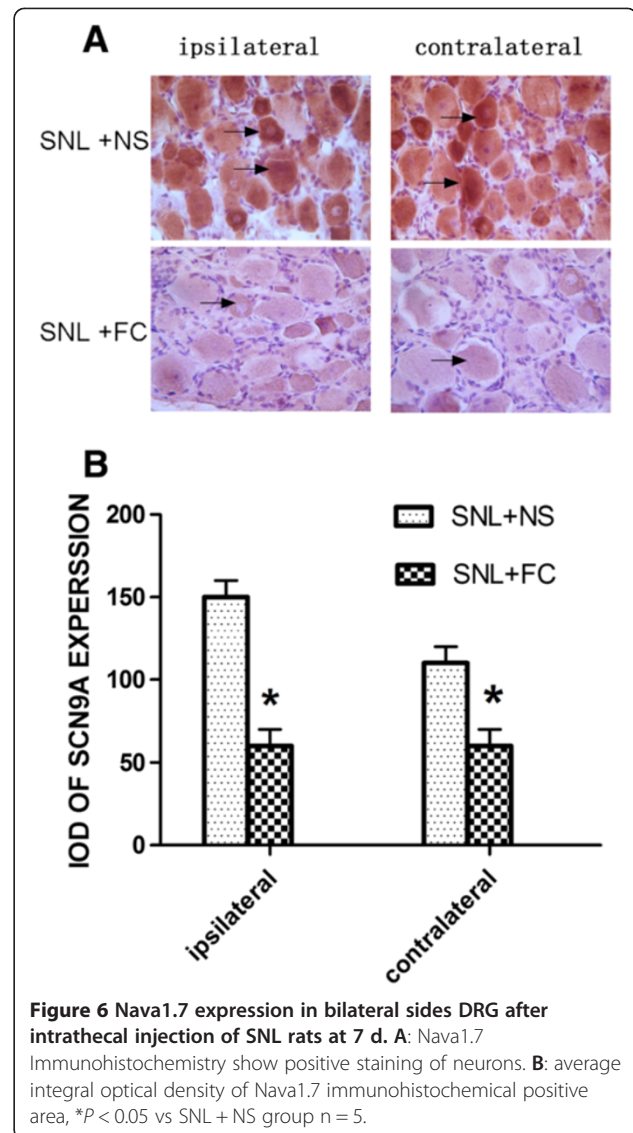 A
ipsilateral
contralateral
SNL +NS
SNL +FC
B
IOD OF SCN9A EXPERSSION
200
150
100
50
0
SNL+NS
SNL+FC
*
*
ipsilateral
contralateral
Figure 6 Nava1.7 expression in bilateral sides DRG after
intrathecal injection of SNL rats at 7 d. A: Nava1.7
Immunohistochemistry show positive staining of neurons. B: average
integral optical density of Nava1.7 immunohistochemical positive
area, *P < 0.05 vs SNL + NS group n = 5.